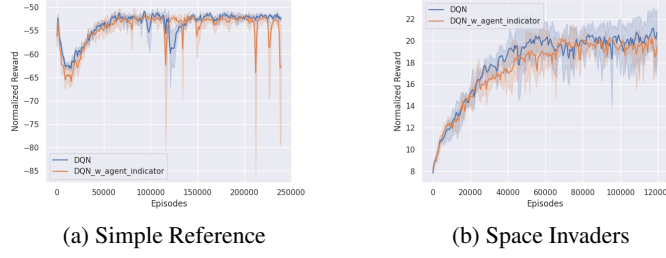 −50
−55
−60
−65
−70
−75
−80
−85
Normalized Reward
DQN
DQN_w_agent_indicator
0
50000
100000
150000
200000
250000
Episodes
(a) Simple Reference
22
20
18
16
14
12
10
8
Normalized Reward
DQN
DQN_w_agent_indicator
0
20000
40000
60000
80000
100000
12000
Episodes
(b) Space Invaders